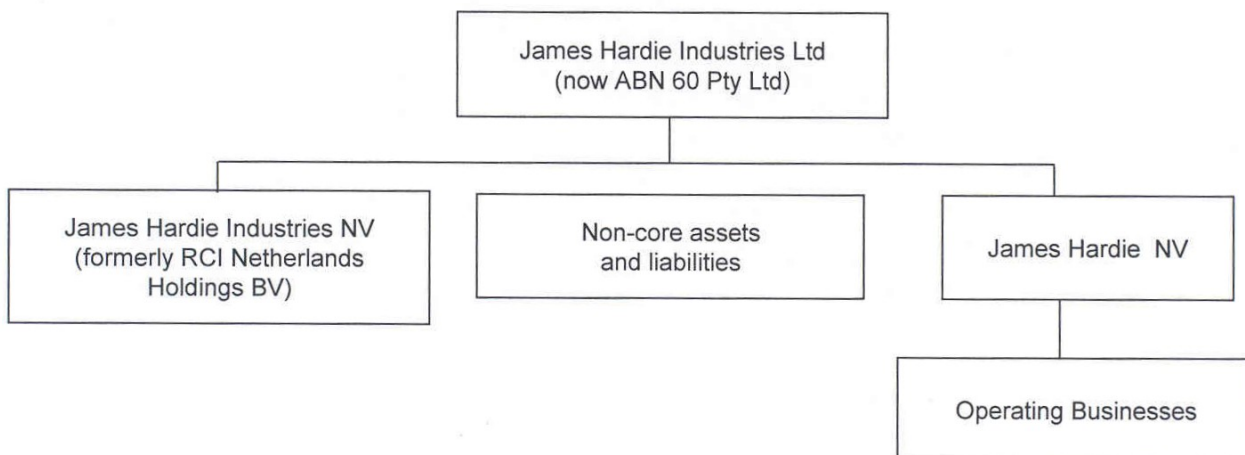 James Hardie Industries Ltd
(now ABN 60 Pty Ltd)
James Hardie Industries NV
(formerly RCI Netherlands
Holdings BV)
Non-core assets
and liabilities
James Hardie NV
Operating Businesses